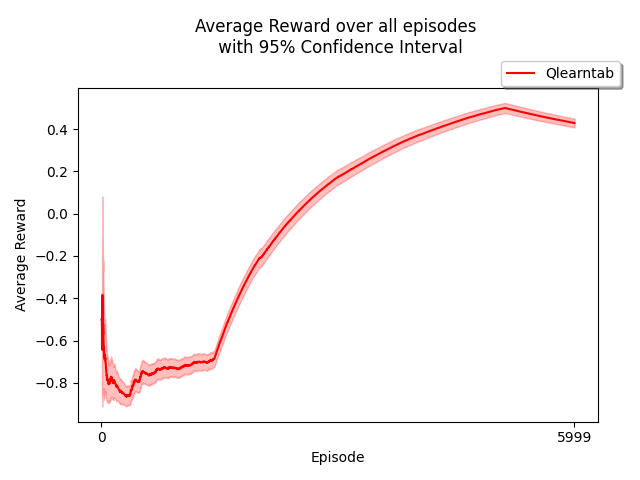 Average Reward over all episodes
with 95% Confidence Interval
Qlearntab
Average Reward
0.4
0.2
0.0
−0.2
−0.4
−0.6
−0.8
0
5999
Episode